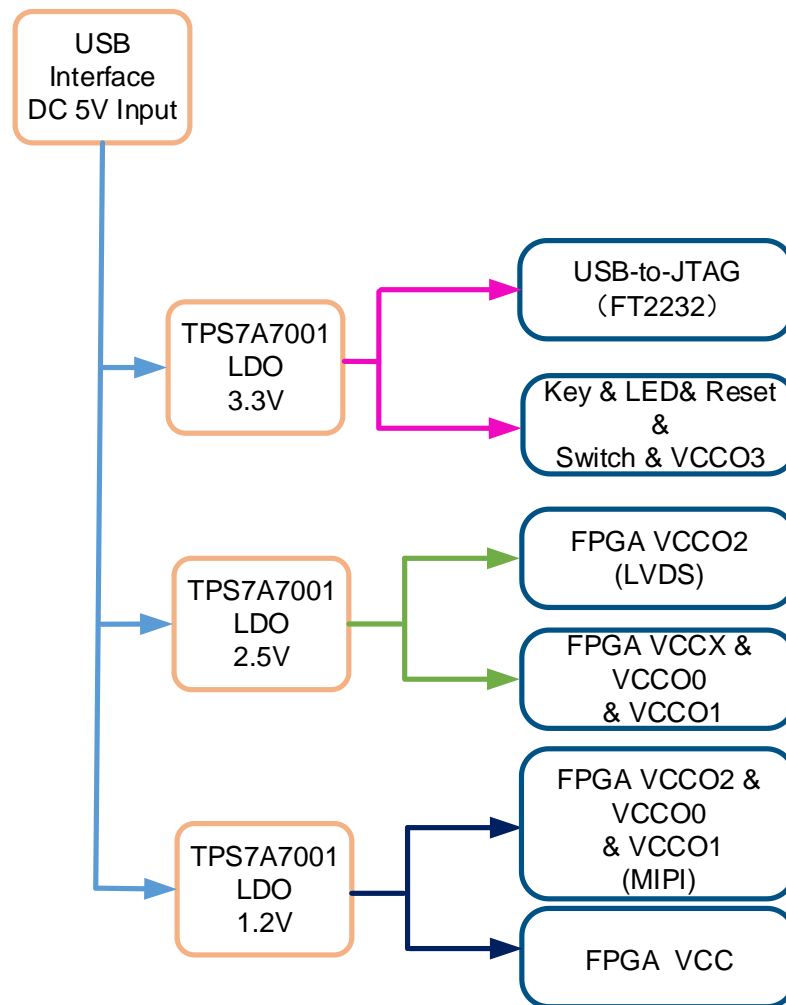 USB
Interface
DC 5V Input
TPS7A7001
LDO
3.3V
USB-to-JTAG
（FT2232）
Key & LED& Reset
&
Switch & VCCO3
TPS7A7001
LDO
2.5V
FPGA VCCO2
(LVDS)
FPGA VCCX &
VCCO0
& VCCO1
TPS7A7001
LDO
1.2V
FPGA VCCO2 &
VCCO0
& VCCO1
(MIPI)
FPGA  VCC